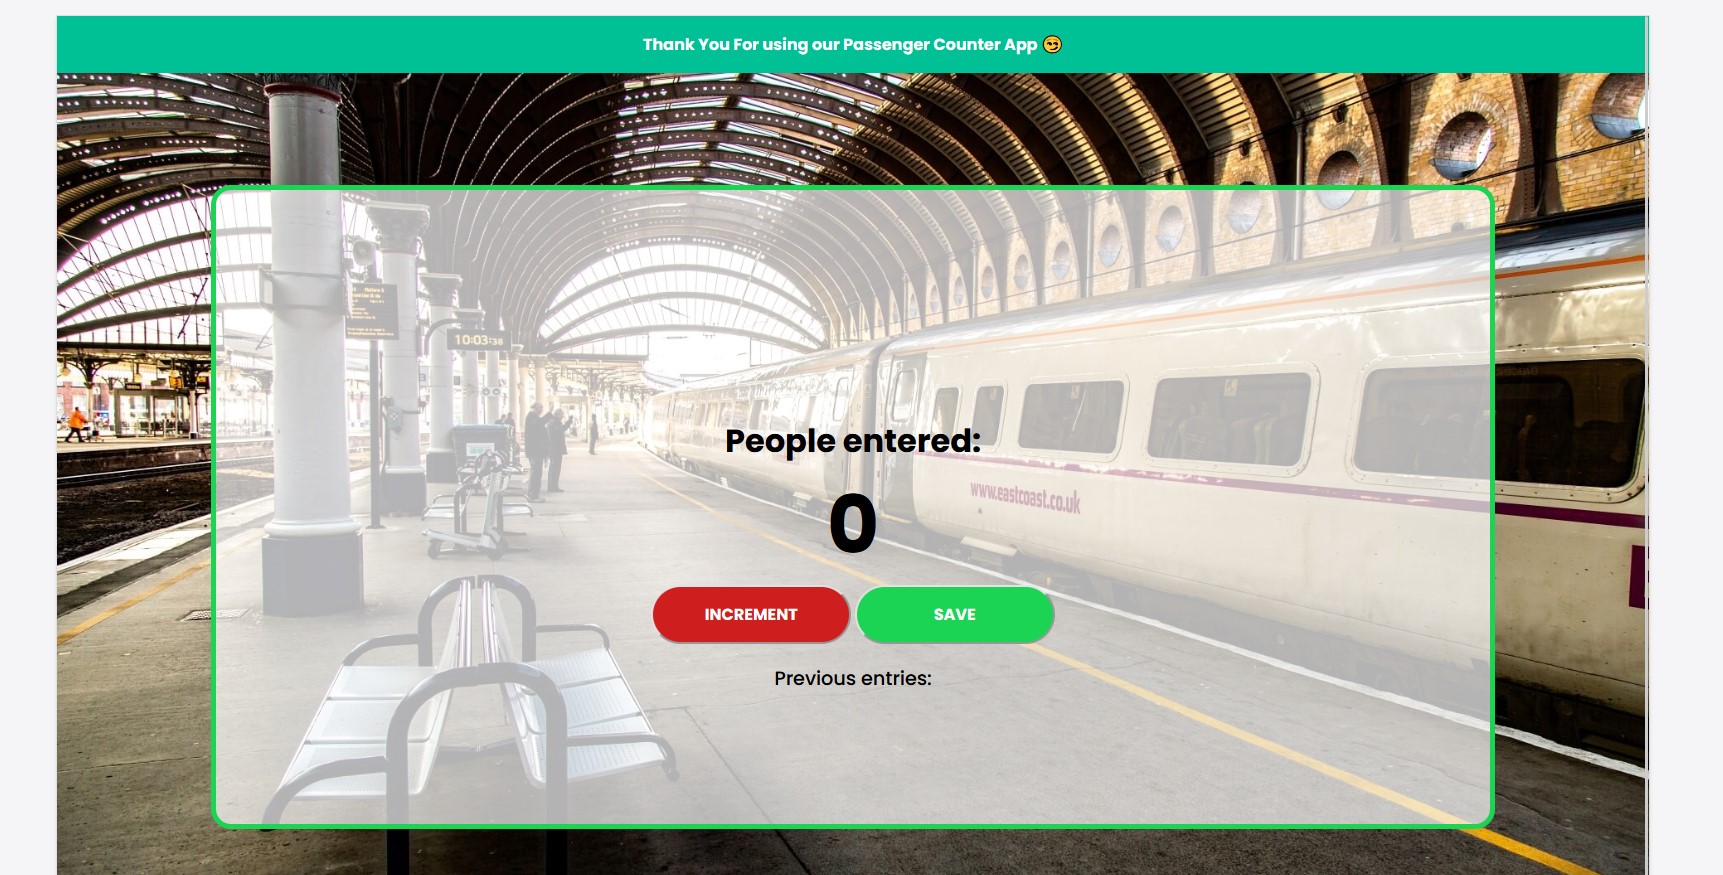 Thank You For using our Passenger Counter App 😏
10:03:38
People entered:
www.eastcoast.co.uk
0
INCREMENT
SAVE
Previous entries: